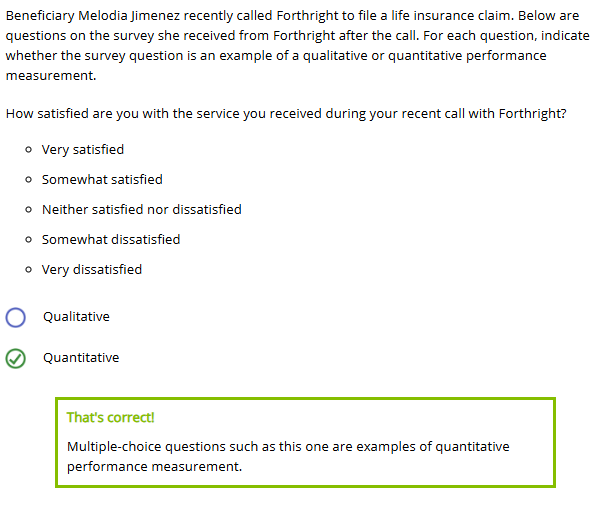 Beneficiary Melodia Jimenez recently called Forthright to file a life insurance claim. Below are
questions on the survey she received from Forthright after the call. For each question, indicate
whether the survey question is an example of a qualitative or quantitative performance
measurement.
How satisfied are you with the service you received during your recent call with Forthright?
Very satisfied
Somewhat satisfied
Neither satisfied nor dissatisfied
Somewhat dissatisfied
Very dissatisfied
Qualitative
Quantitative
That's correct!
Multiple-choice questions such as this one are examples of quantitative
performance measurement.